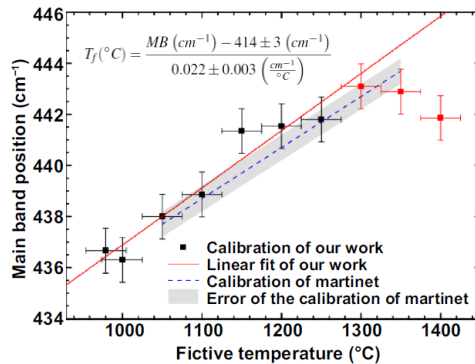 446
444
442
440
438
436
434
Main band position (cm⁻¹)
T_f(°C) = (MB (cm⁻¹) − 414 ± 3 (cm⁻¹)) / (0.022 ± 0.003 (cm⁻¹/°C))
Calibration of our work
Linear fit of our work
Calibration of martinet
Error of the calibration of martinet
1000 1100 1200 1300 1400
Fictive temperature (°C)